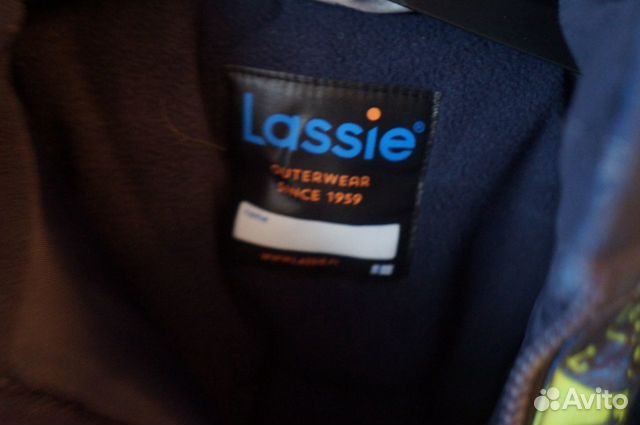 Lassie®
OUTERWEAR
SINCE 1959
Avito